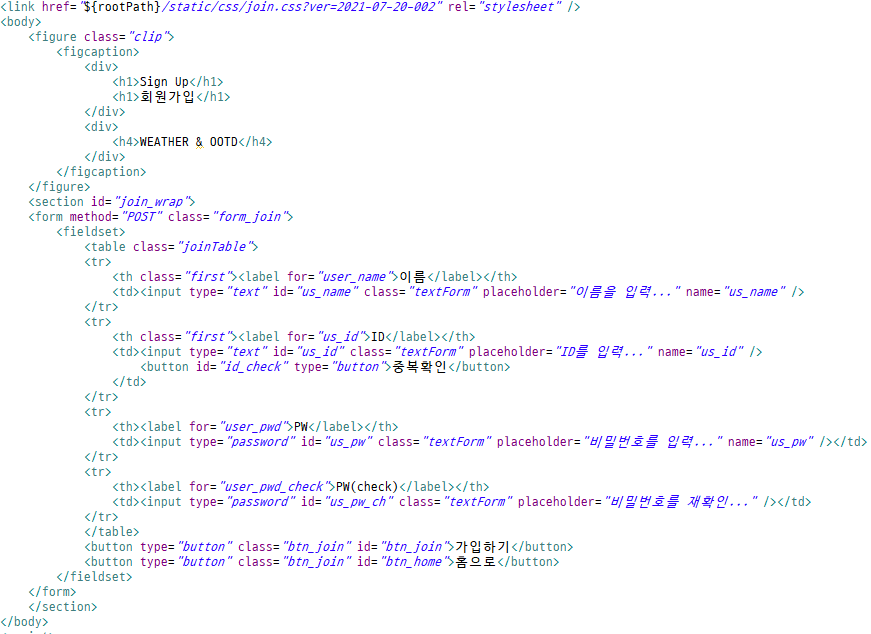 <link href="${rootPath}/static/css/join.css?ver=2021-07-20-002" rel="stylesheet" />
<body>
    <figure class="clip">
        <figcaption>
            <div>
                <h1>Sign Up</h1>
                <h1>회원가입</h1>
            </div>
            <div>
                <h4>WEATHER & OOTD</h4>
            </div>
        </figcaption>
    </figure>
    <section id="join_wrap">
    <form method="POST" class="form_join">
        <fieldset>
            <table class="joinTable">
            <tr>
                <th class="first"><label for="user_name">이름</label></th>
                <td><input type="text" id="us_name" class="textForm" placeholder="이름을 입력..." name="us_name" />
            </tr>
            <tr>
                <th class="first"><label for="us_id">ID</label></th>
                <td><input type="text" id="us_id" class="textForm" placeholder="ID를 입력..." name="us_id" />
                    <button id="id_check" type="button">중복확인</button>
                </td>
            </tr>
            <tr>
                <th><label for="user_pwd">PW</label></th>
                <td><input type="password" id="us_pw" class="textForm" placeholder="비밀번호를 입력..." name="us_pw" /></td>
            </tr>
            <tr>
                <th><label for="user_pwd_check">PW(check)</label></th>
                <td><input type="password" id="us_pw_ch" class="textForm" placeholder="비밀번호를 재확인..." /></td>
            </tr>
            </table>
            <button type="button" class="btn_join" id="btn_join">가입하기</button>
            <button type="button" class="btn_join" id="btn_home">홈으로</button>
        </fieldset>
    </form>
    </section>
</body>